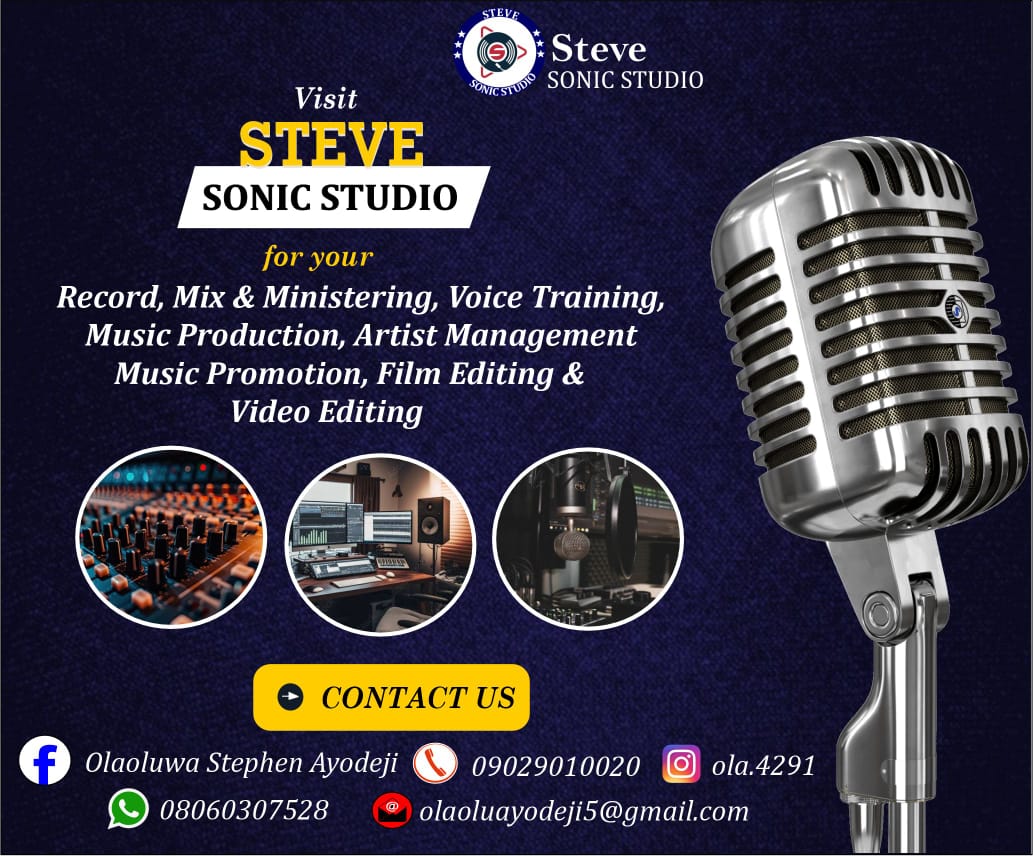 STEVE
SONIC STUDIO
Steve
SONIC STUDIO
Visit
STEVE
SONIC STUDIO
for your
Record, Mix & Ministering, Voice Training,
Music Production, Artist Management
Music Promotion, Film Editing &
Video Editing
CONTACT US
Olaoluwa Stephen Ayodeji 09029010020 ola.4291
08060307528 olaoluayodeji5@gmail.com